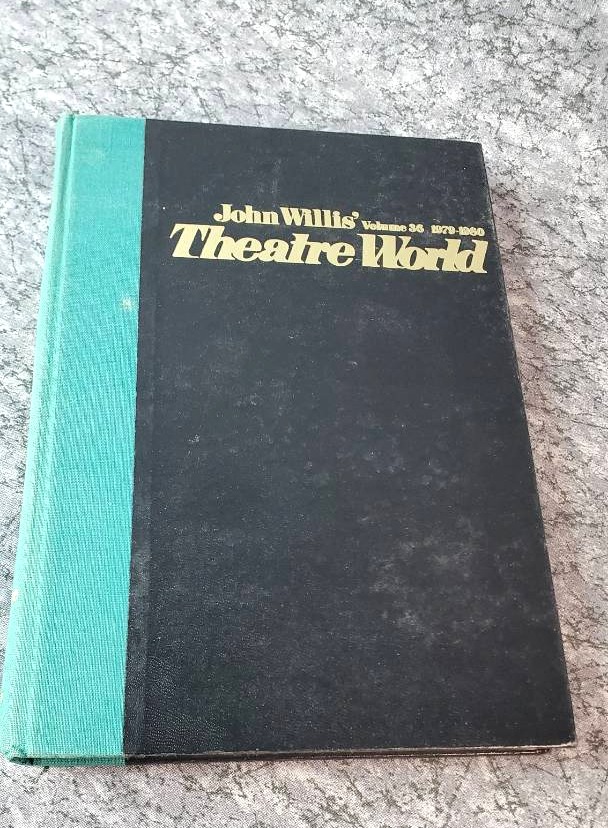 John Willis' Volume 36 1979-1980
Theatre World